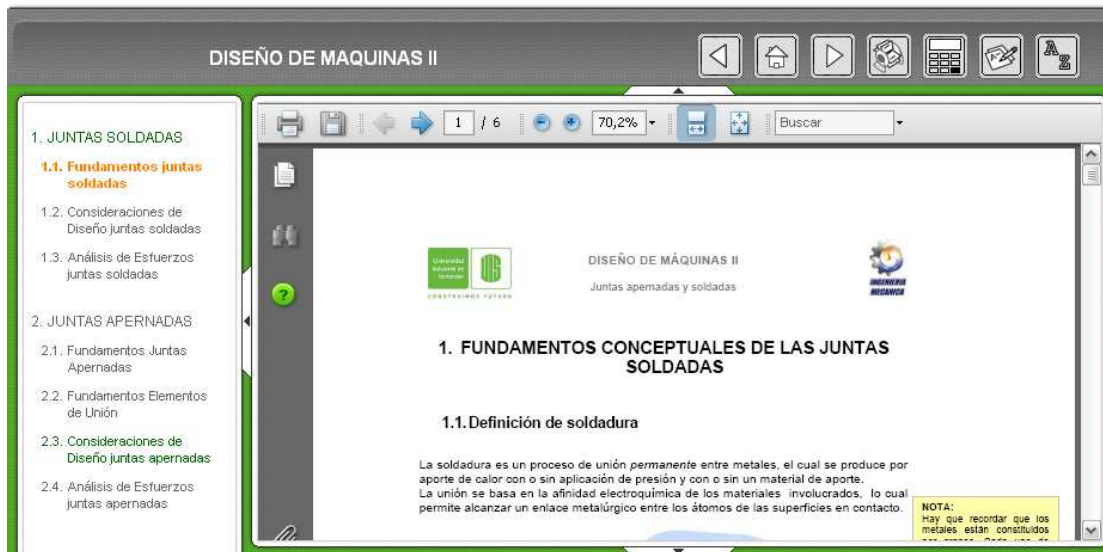 DISEÑO DE MAQUINAS II
A
Z
1. JUNTAS SOLDADAS
1.1. Fundamentos juntas
soldadas
1.2. Consideraciones de
Diseño juntas soldadas
1.3. Análisis de Esfuerzos
juntas soldadas
2. JUNTAS APERNADAS
2.1. Fundamentos Juntas
Apernadas
2.2. Fundamentos Elementos
de Unión
2.3. Consideraciones de
Diseño juntas apernadas
2.4. Análisis de Esfuerzos
juntas apernadas
1 / 6
70,2%
Buscar
?
Universidad
Industrial de
Santander
UIS
CONSTRUIMOS FUTURO
DISEÑO DE MÁQUINAS II
Juntas apernadas y soldadas
INGENIERIA
MECANICA
1. FUNDAMENTOS CONCEPTUALES DE LAS JUNTAS
SOLDADAS
1.1. Definición de soldadura
La soldadura es un proceso de unión permanente entre metales, el cual se produce por
aporte de calor con o sin aplicación de presión y con o sin un material de aporte.
La unión se basa en la afinidad electroquímica de los materiales involucrados, lo cual
permite alcanzar un enlace metalúrgico entre los átomos de las superficies en contacto.
NOTA:
Hay que recordar que los
metales están constituidos